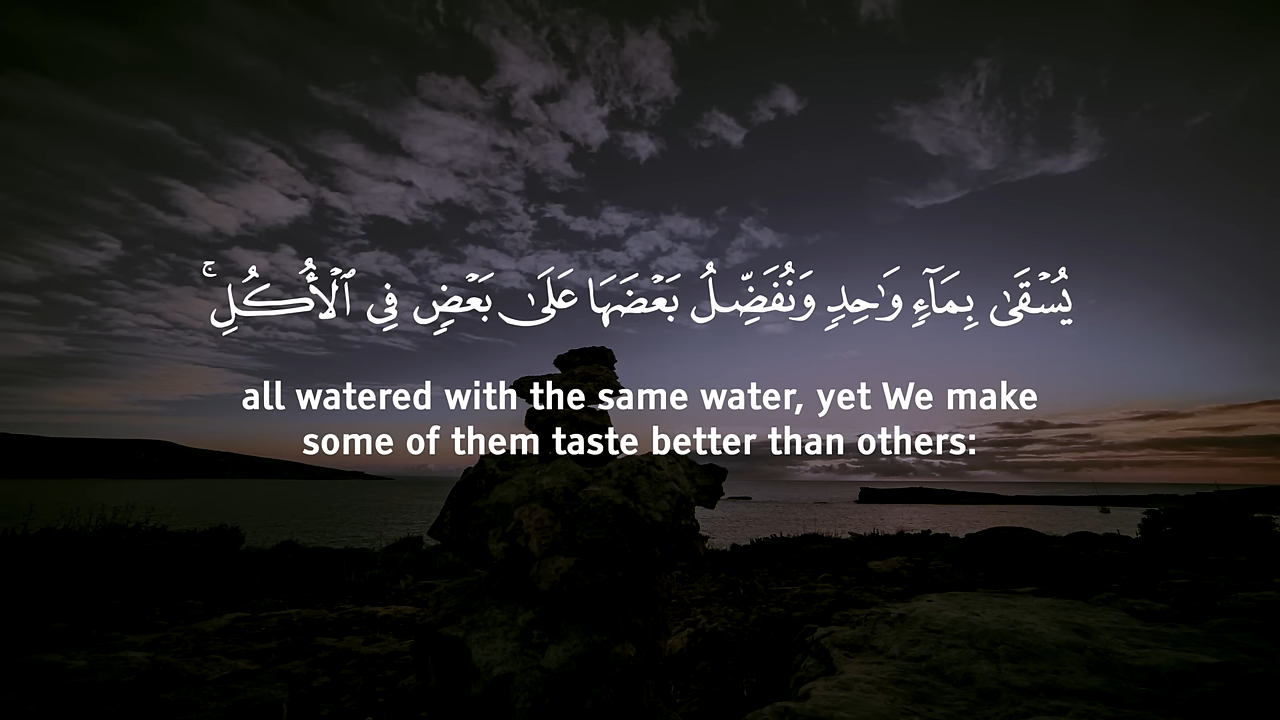 يُسۡقَىٰ بِمَآءٖ وَٰحِدٖ وَنُفَضِّلُ بَعۡضَهَا عَلَىٰ بَعۡضٖ فِي ٱلۡأُكُلِۚ
all watered with the same water, yet We make
some of them taste better than others: